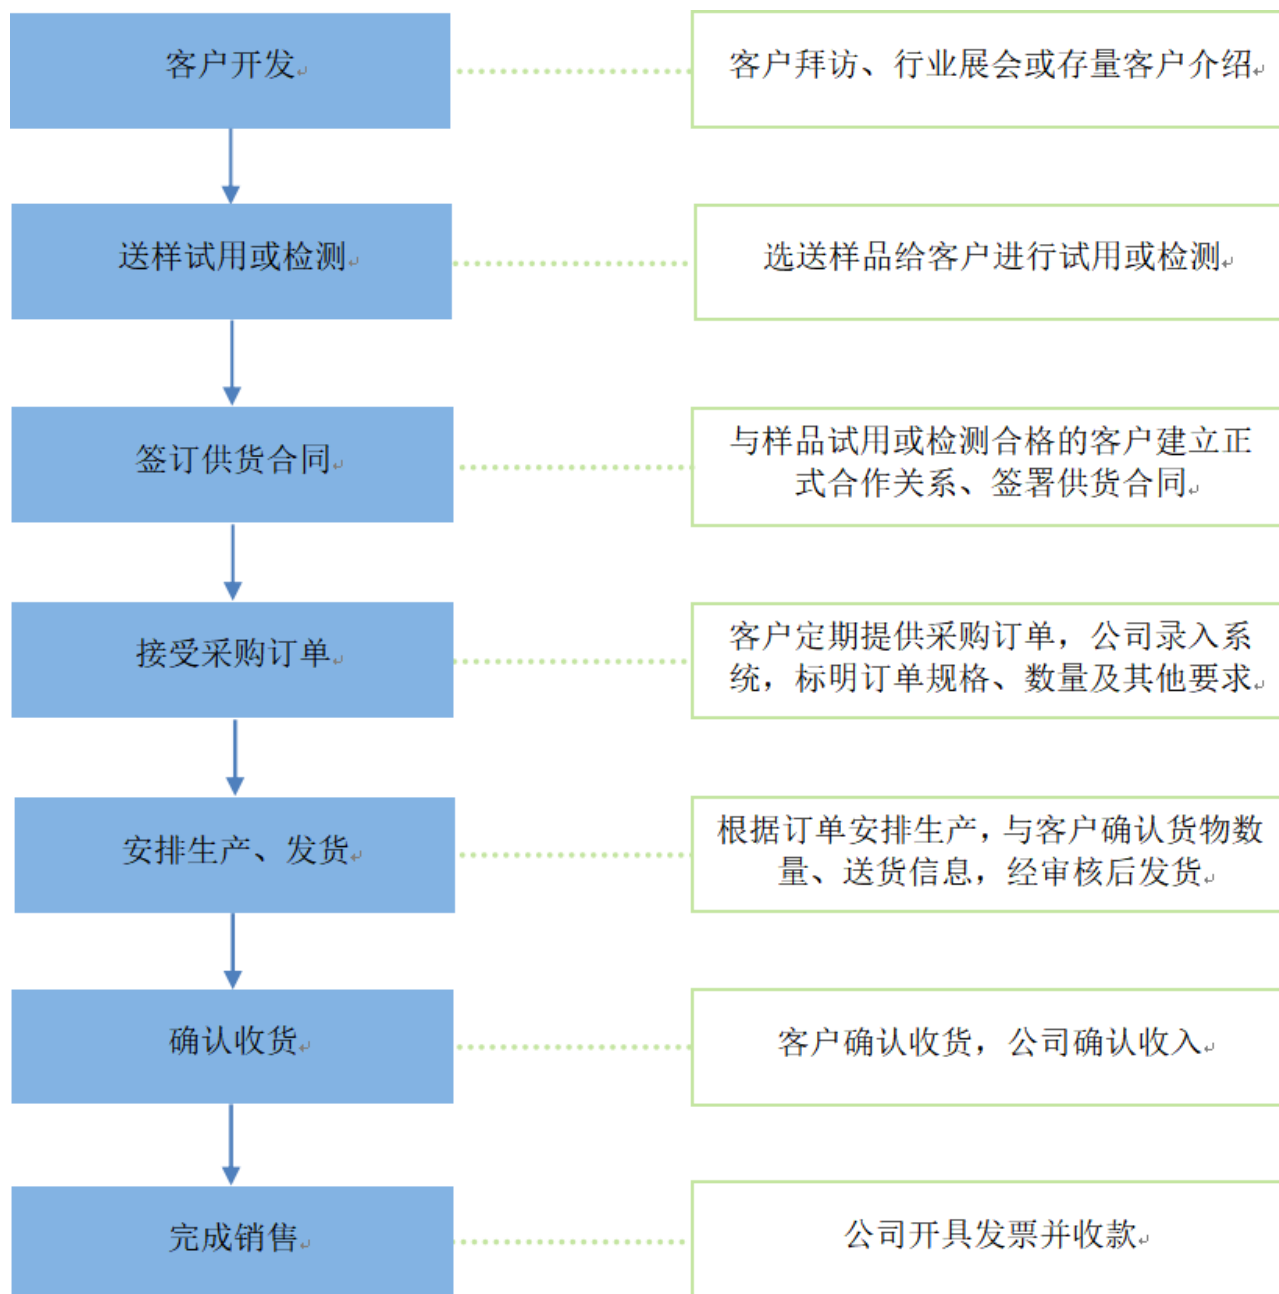 客户开发
客户拜访、行业展会或存量客户介绍
送样试用或检测
选送样品给客户进行试用或检测
签订供货合同
与样品试用或检测合格的客户建立正
式合作关系、签署供货合同
接受采购订单
客户定期提供采购订单，公司录入系
统，标明订单规格、数量及其他要求
安排生产、发货
根据订单安排生产，与客户确认货物数
量、送货信息，经审核后发货
确认收货
客户确认收货，公司确认收入
完成销售
公司开具发票并收款